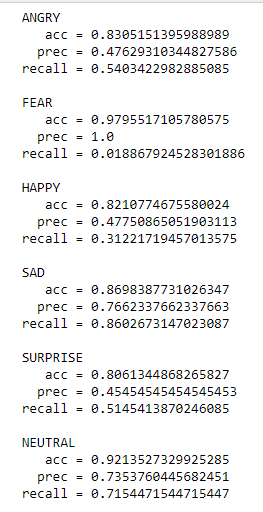 ANGRY
acc = 0.8305151395988989
prec = 0.47629310344827586
recall = 0.5403422982885085
FEAR
acc = 0.9795517105780575
prec = 1.0
recall = 0.018867924528301886
HAPPY
acc = 0.8210774675580024
prec = 0.47750865051903113
recall = 0.31221719457013575
SAD
acc = 0.8698387731026347
prec = 0.7662337662337663
recall = 0.8602673147023087
SURPRISE
acc = 0.8061344868265827
prec = 0.45454545454545453
recall = 0.5145413870246085
NEUTRAL
acc = 0.9213527329925285
prec = 0.7353760445682451
recall = 0.7154471544715447